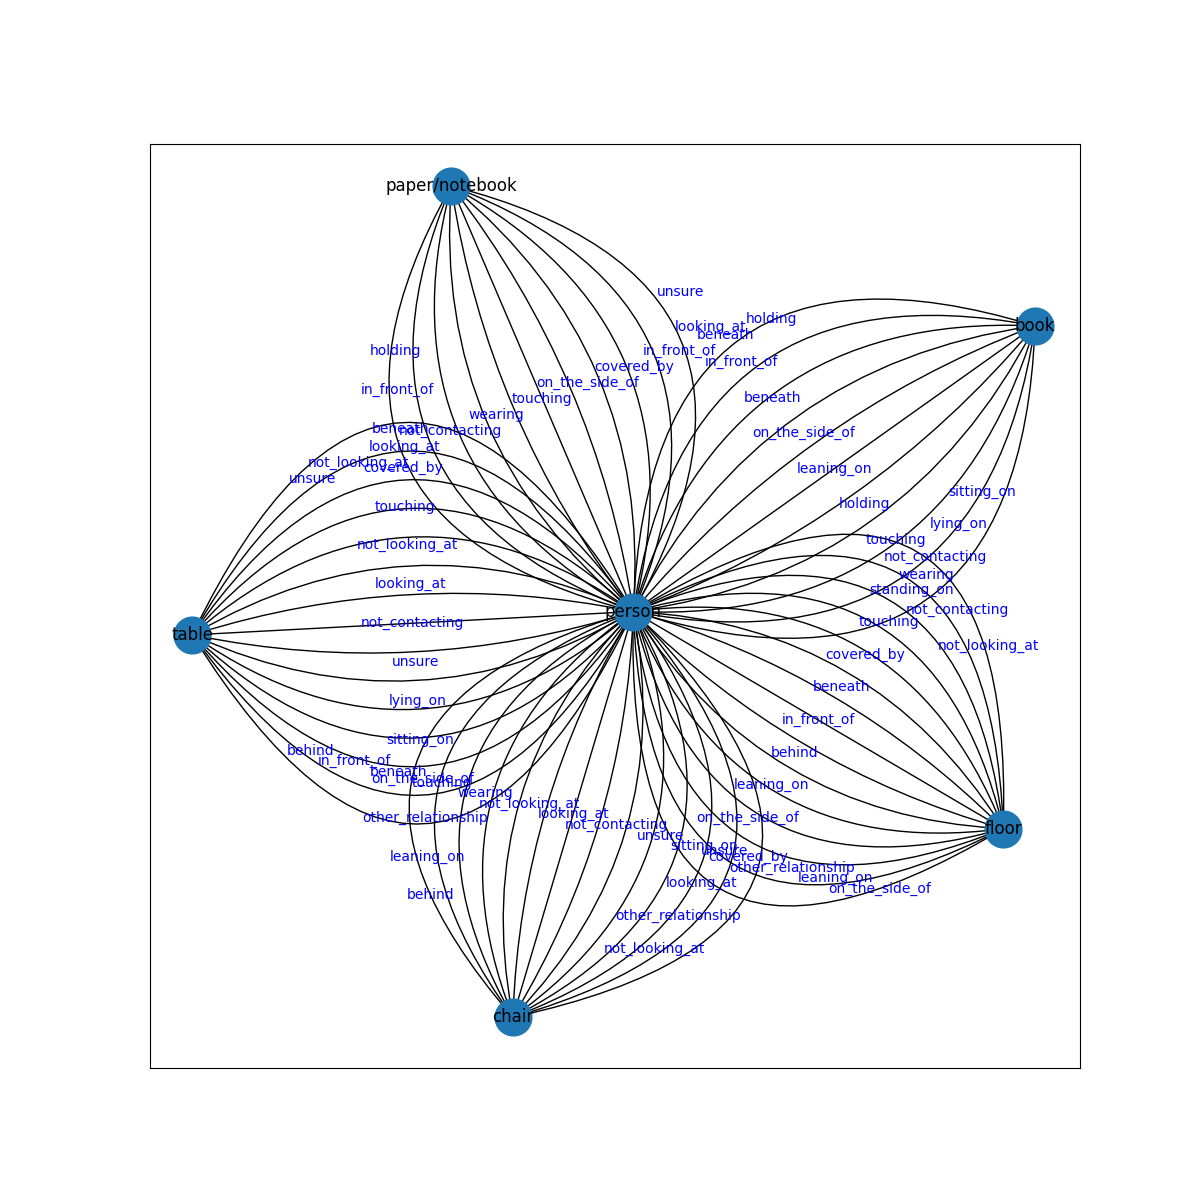 paper/notebook
unsure
holding
looking_at
book
beneath
holding
in_front_of
in_front_of
covered_by
on_the_side_of
in_front_of
beneath
touching
wearing
beneath
not_contacting
on_the_side_of
looking_at
not_looking_at
covered_by
leaning_on
unsure
sitting_on
touching
holding
lying_on
touching
not_looking_at
not_contacting
wearing
looking_at
standing_on
not_contacting
person
not_contacting
touching
table
not_looking_at
covered_by
unsure
beneath
lying_on
in_front_of
sitting_on
behind
behind
in_front_of
beneath
on_the_side_of
touching
leaning_on
wearing
not_looking_at
looking_at
other_relationship
on_the_side_of
not_contacting
floor
unsure
sitting_on
unsure
leaning_on
covered_by
other_relationship
leaning_on
looking_at
on_the_side_of
behind
other_relationship
not_looking_at
chair